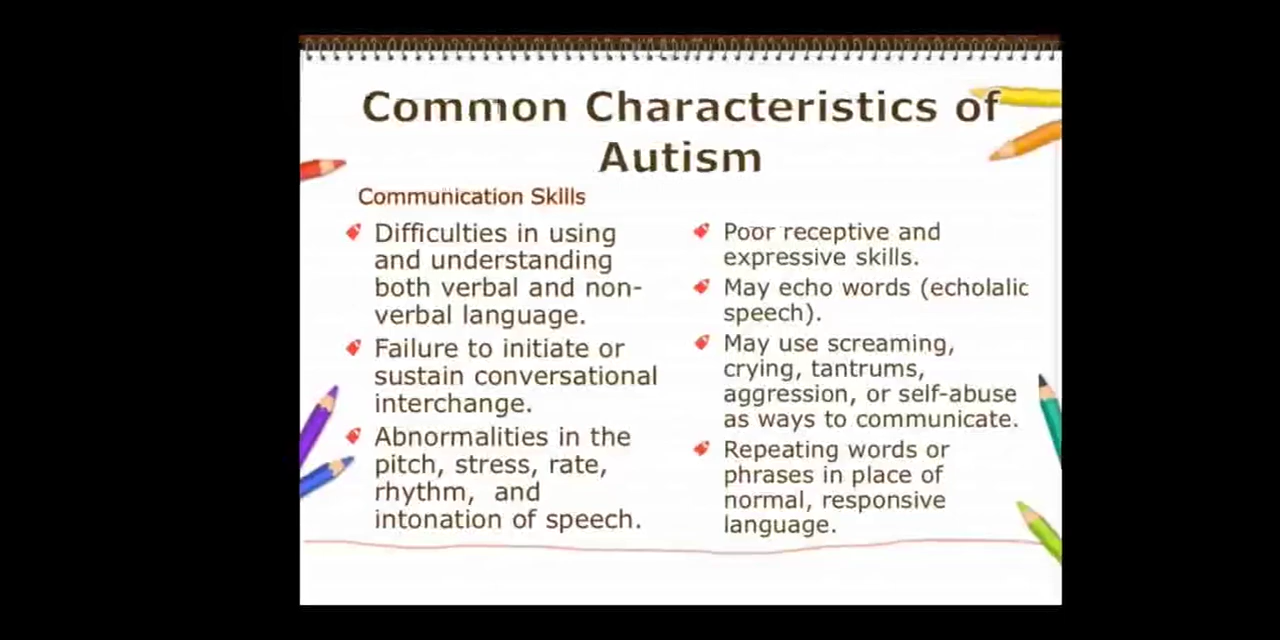 Common Characteristics of
Autism
Communication Skills
Difficulties in using
and understanding
both verbal and non-
verbal language.
Failure to initiate or
sustain conversational
interchange.
Abnormalities in the
pitch, stress, rate,
rhythm, and
intonation of speech.
Poor receptive and
expressive skills.
May echo words (echolalic
speech).
May use screaming,
crying, tantrums,
aggression, or self-abuse
as ways to communicate.
Repeating words or
phrases in place of
normal, responsive
language.